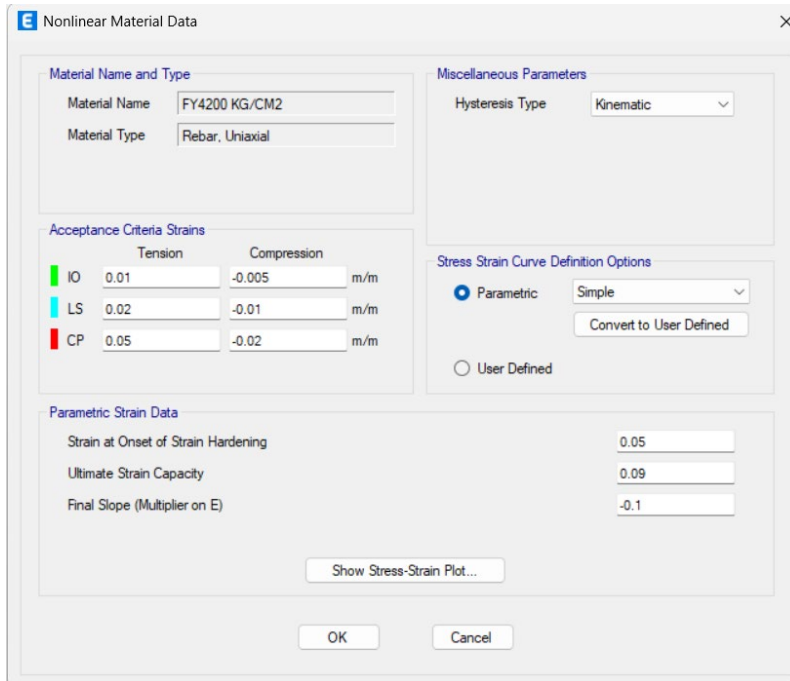 E Nonlinear Material Data
Material Name and Type
Material Name FY4200 KG/CM2
Material Type Rebar, Uniaxial
Miscellaneous Parameters
Hysteresis Type Kinematic
Acceptance Criteria Strains
Tension Compression
IO 0.01 -0.005 m/m
LS 0.02 -0.01 m/m
CP 0.05 -0.02 m/m
Stress Strain Curve Definition Options
Parametric Simple
Convert to User Defined
User Defined
Parametric Strain Data
Strain at Onset of Strain Hardening 0.05
Ultimate Strain Capacity 0.09
Final Slope (Multiplier on E) -0.1
Show Stress-Strain Plot...
OK Cancel